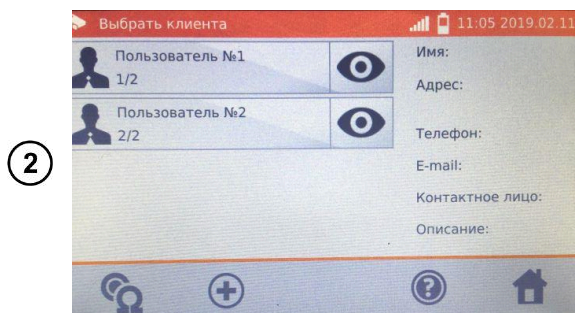 Выбрать клиента
11:05 2019.02.11
Пользователь №1
1/2
Пользователь №2
2/2
Имя:
Адрес:
Телефон:
E-mail:
Контактное лицо:
Описание:
2